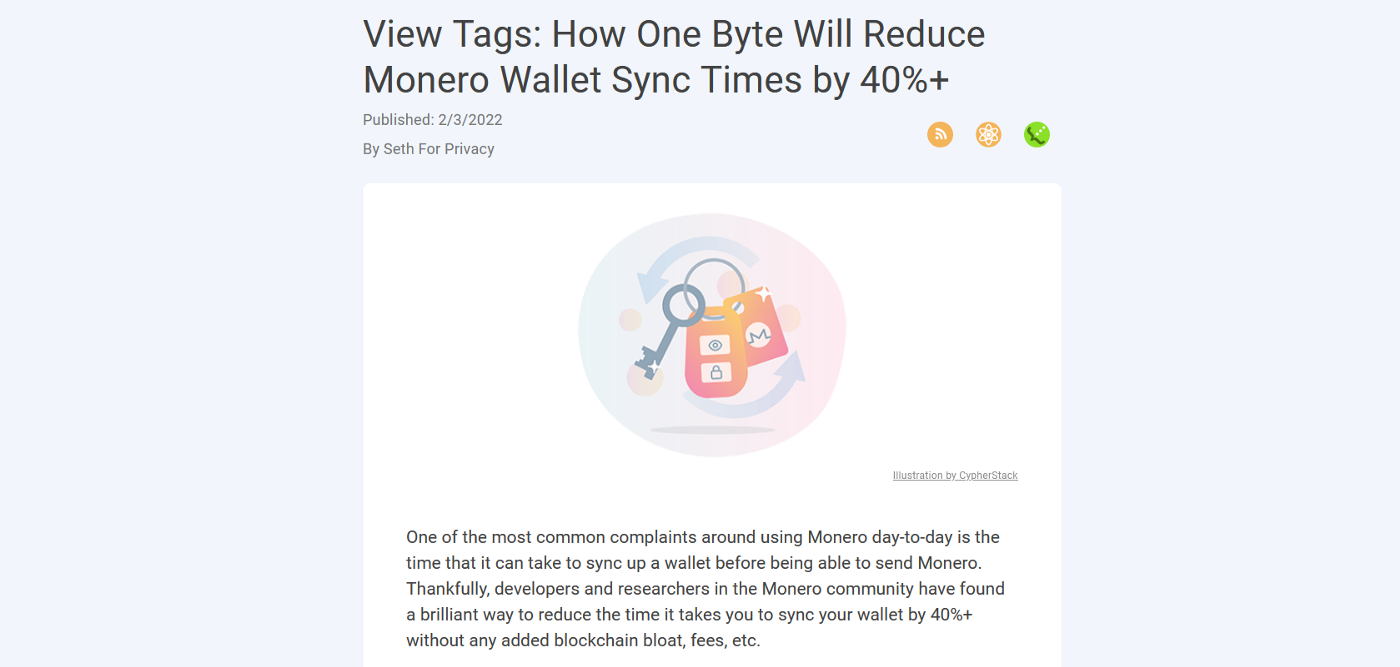 View Tags: How One Byte Will Reduce
Monero Wallet Sync Times by 40%+
Published: 2/3/2022
By Seth For Privacy
Illustration by CypherStack
One of the most common complaints around using Monero day-to-day is the
time that it can take to sync up a wallet before being able to send Monero.
Thankfully, developers and researchers in the Monero community have found
a brilliant way to reduce the time it takes you to sync your wallet by 40%+
without any added blockchain bloat, fees, etc.